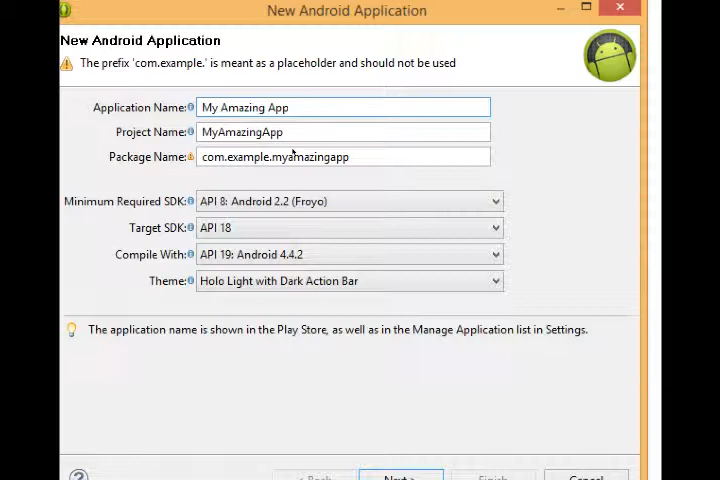 New Android Application
New Android Application
The prefix 'com.example.' is meant as a placeholder and should not be used
Application Name: My Amazing App
Project Name: MyAmazingApp
Package Name: com.example.myamazingapp
Minimum Required SDK: API 8: Android 2.2 (Froyo)
Target SDK: API 18
Compile With: API 19: Android 4.4.2
Theme: Holo Light with Dark Action Bar
The application name is shown in the Play Store, as well as in the Manage Application list in Settings.
< Back Next > Finish Cancel